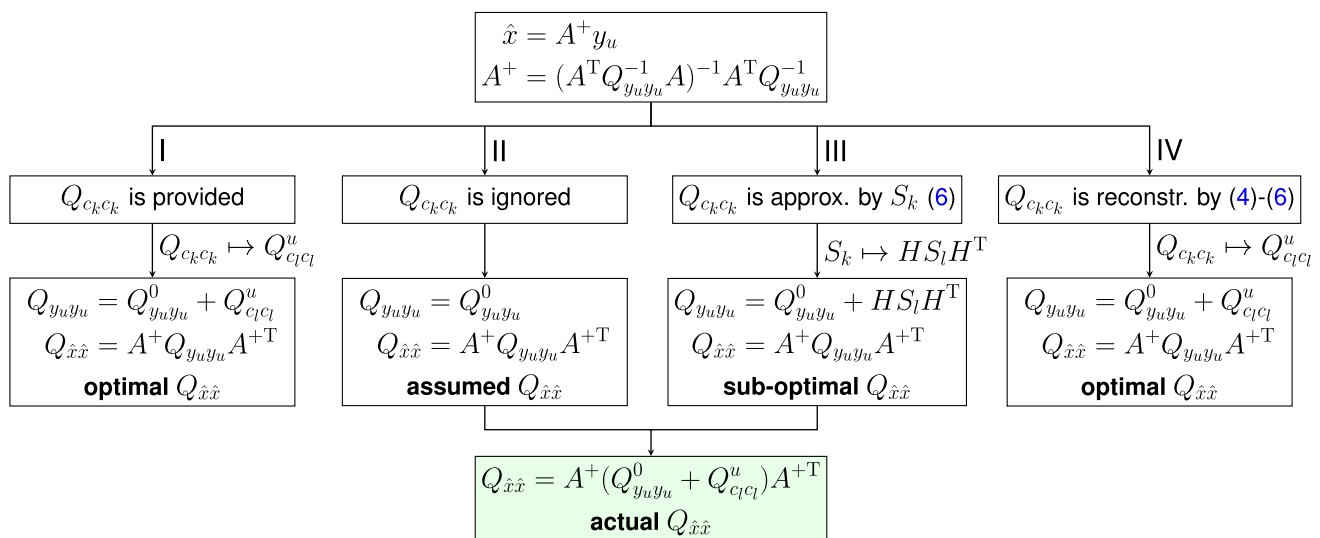 x̂ = A⁺y_u
A⁺ = (AᵀQ⁻¹_{y_u y_u}A)⁻¹AᵀQ⁻¹_{y_u y_u}
I
II
III
IV
Q_{c_k c_k} is provided
Q_{c_k c_k} is ignored
Q_{c_k c_k} is approx. by S_k (6)
Q_{c_k c_k} is reconstr. by (4)-(6)
Q_{c_k c_k} ↦ Q^u_{c_l c_l}
S_k ↦ HS_lHᵀ
Q_{c_k c_k} ↦ Q^u_{c_l c_l}
Q_{y_u y_u} = Q⁰_{y_u y_u} + Q^u_{c_l c_l}
Q_{x̂x̂} = A⁺Q_{y_u y_u}A⁺ᵀ
optimal Q_{x̂x̂}
Q_{y_u y_u} = Q⁰_{y_u y_u}
Q_{x̂x̂} = A⁺Q_{y_u y_u}A⁺ᵀ
assumed Q_{x̂x̂}
Q_{y_u y_u} = Q⁰_{y_u y_u} + HS_lHᵀ
Q_{x̂x̂} = A⁺Q_{y_u y_u}A⁺ᵀ
sub-optimal Q_{x̂x̂}
Q_{y_u y_u} = Q⁰_{y_u y_u} + Q^u_{c_l c_l}
Q_{x̂x̂} = A⁺Q_{y_u y_u}A⁺ᵀ
optimal Q_{x̂x̂}
Q_{x̂x̂} = A⁺(Q⁰_{y_u y_u} + Q^u_{c_l c_l})A⁺ᵀ
actual Q_{x̂x̂}